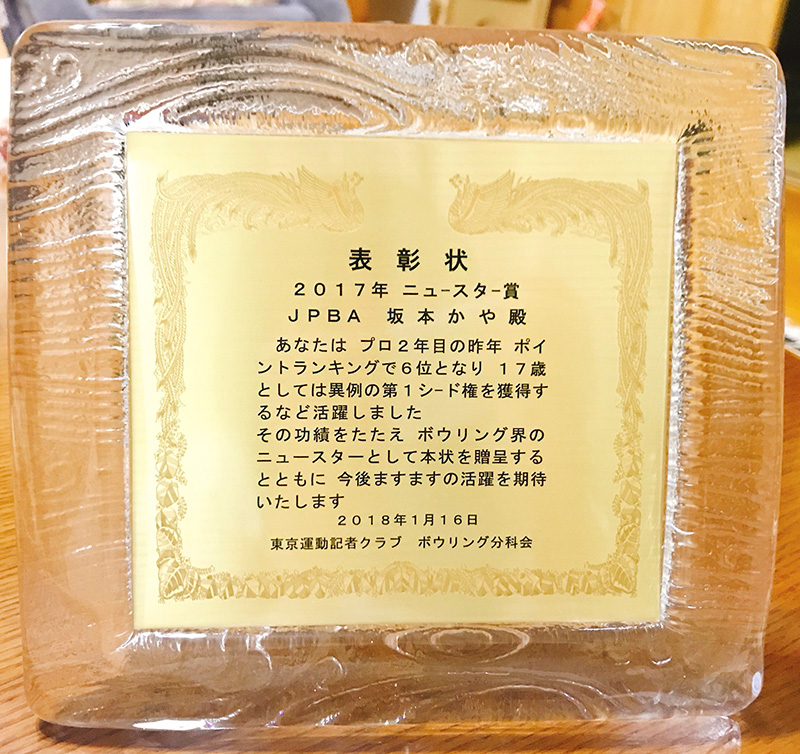 表彰状
2017年 ニュースター賞
JPBA 坂本かや殿
あなたは プロ2年目の昨年 ポイ
ントランキングで6位となり 17歳
としては異例の第1シード権を獲得す
るなど活躍しました
その功績をたたえ ボウリング界の
ニュースターとして本状を贈呈する
とともに 今後ますますの活躍を期待
いたします
2018年1月16日
東京運動記者クラブ ボウリング分科会